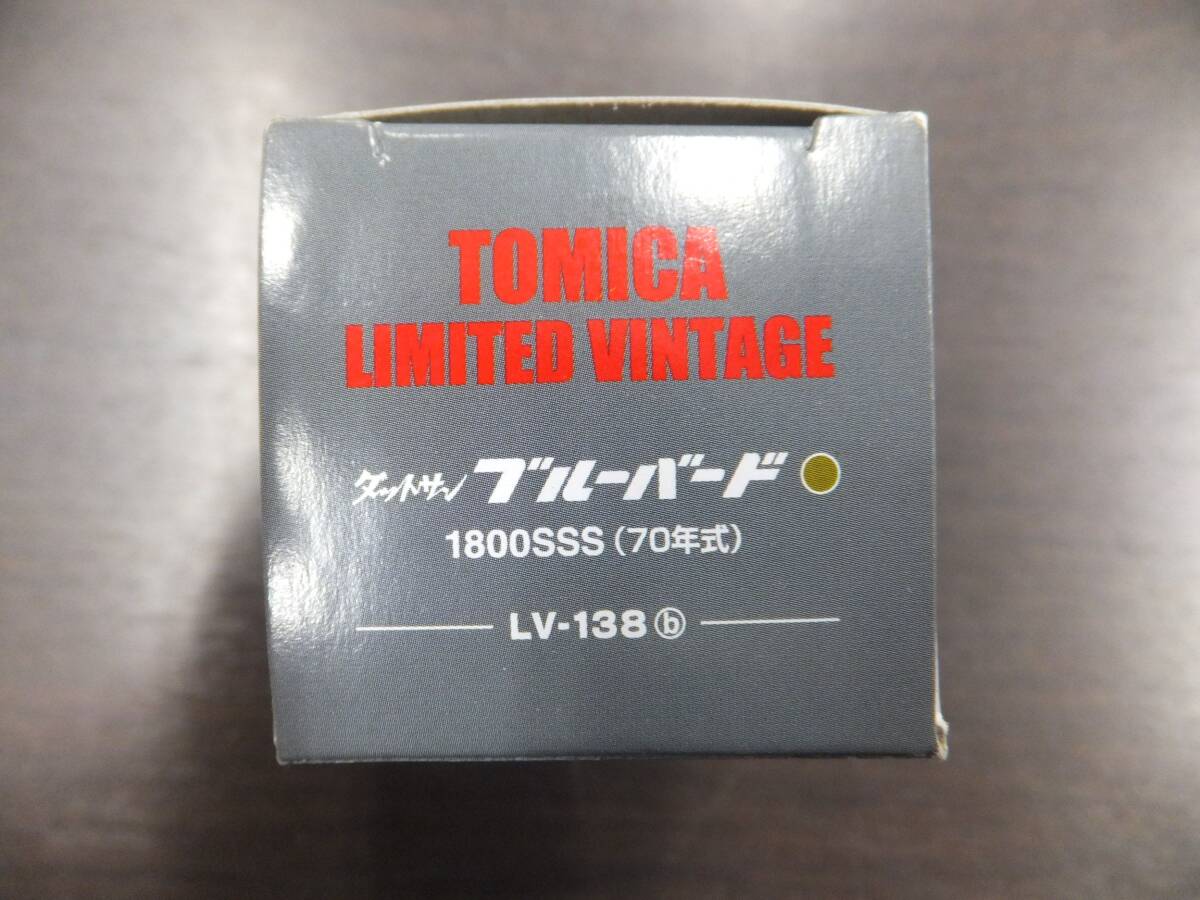 TOMICA
LIMITED VINTAGE
ダットサン ブルーバード
1800SSS（70年式）
LV-138 ⓑ